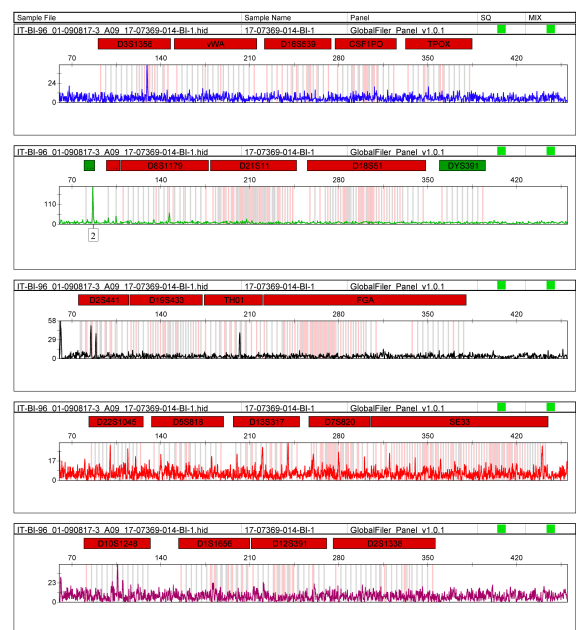 Sample File Sample Name Panel SQ MIX
IT-BI-96_01-090817-3_A09_17-07369-014-BI-1.hid 17-07369-014-BI-1 GlobalFiler_Panel_v1.0.1
D3S1358 vWA D16S539 CSF1PO TPOX
70 140 210 280 350 420
24
0
IT-BI-96_01-090817-3_A09_17-07369-014-BI-1.hid 17-07369-014-BI-1 GlobalFiler_Panel_v1.0.1
D8S1179 D21S11 D18S51 DYS391
70 140 210 280 350 420
110
0
2
IT-BI-96_01-090817-3_A09_17-07369-014-BI-1.hid 17-07369-014-BI-1 GlobalFiler_Panel_v1.0.1
D2S441 D19S433 TH01 FGA
70 140 210 280 350 420
58
29
0
IT-BI-96_01-090817-3_A09_17-07369-014-BI-1.hid 17-07369-014-BI-1 GlobalFiler_Panel_v1.0.1
D22S1045 D5S818 D13S317 D7S820 SE33
70 140 210 280 350 420
17
0
IT-BI-96_01-090817-3_A09_17-07369-014-BI-1.hid 17-07369-014-BI-1 GlobalFiler_Panel_v1.0.1
D10S1248 D1S1656 D12S391 D2S1338
70 140 210 280 350 420
23
0